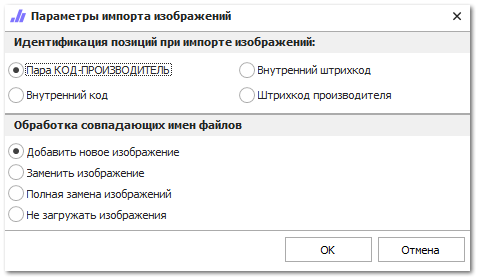 Параметры импорта изображений
Идентификация позиций при импорте изображений:
Пара КОД-ПРОИЗВОДИТЕЛЬ
Внутренний штрихкод
Внутренний код
Штрихкод производителя
Обработка совпадающих имен файлов
Добавить новое изображение
Заменить изображение
Полная замена изображений
Не загружать изображения
ОК
Отмена